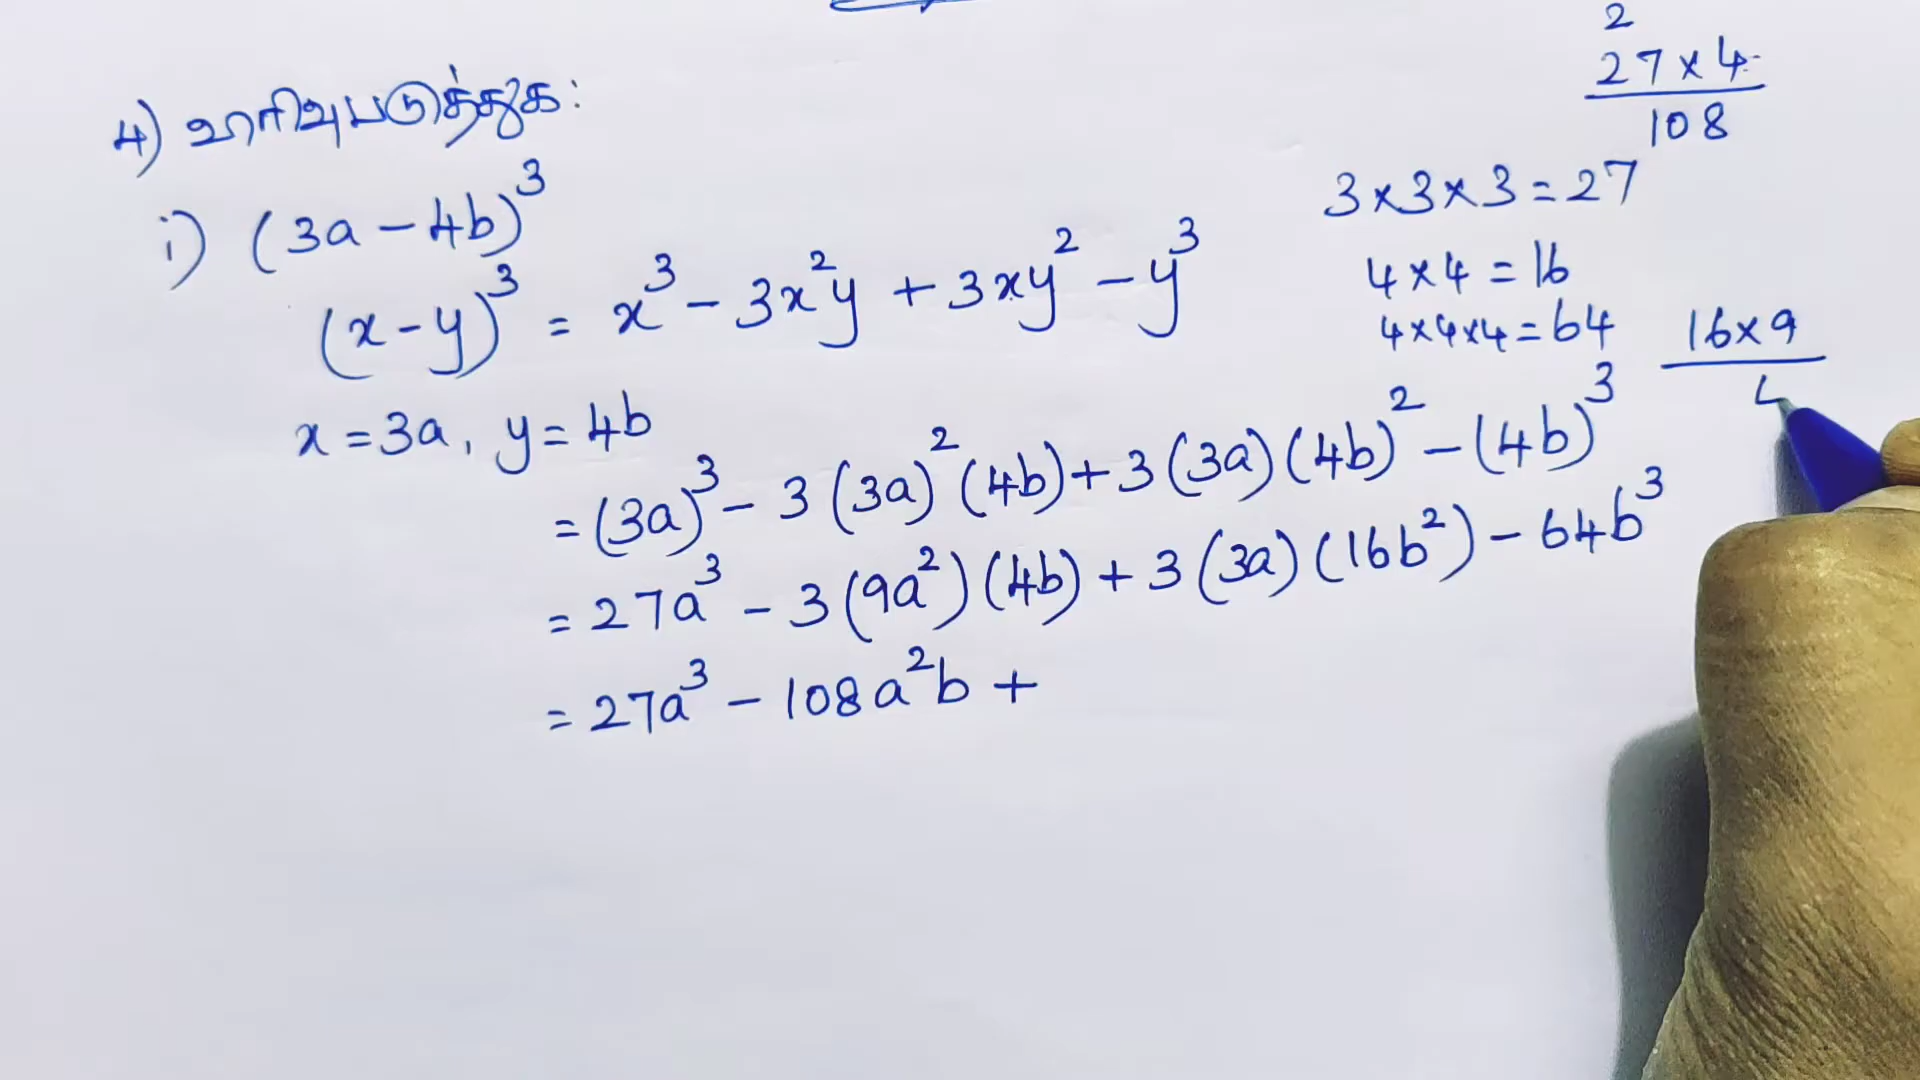 4) விரிவுபடுத்துக:
i) (3a - 4b)³
(x - y)³ = x³ - 3x²y + 3xy² - y³
x = 3a, y = 4b
= (3a)³ - 3(3a)²(4b) + 3(3a)(4b)² - (4b)³
= 27a³ - 3(9a²)(4b) + 3(3a)(16b²) - 64b³
= 27a³ - 108a²b +
2
27 × 4
108
3 × 3 × 3 = 27
4 × 4 = 16
4 × 4 × 4 = 64
16 × 9